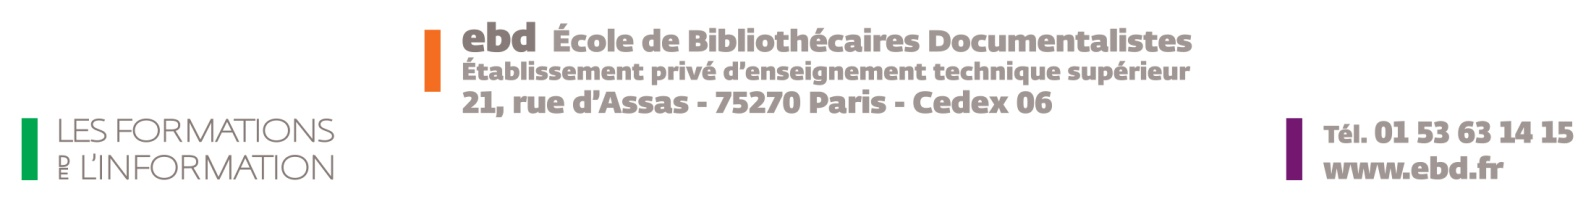 ebd École de Bibliothécaires Documentalistes
Établissement privé d'enseignement technique supérieur
21, rue d'Assas - 75270 Paris - Cedex 06
LES FORMATIONS
DE L'INFORMATION
Tél. 01 53 63 14 15
www.ebd.fr